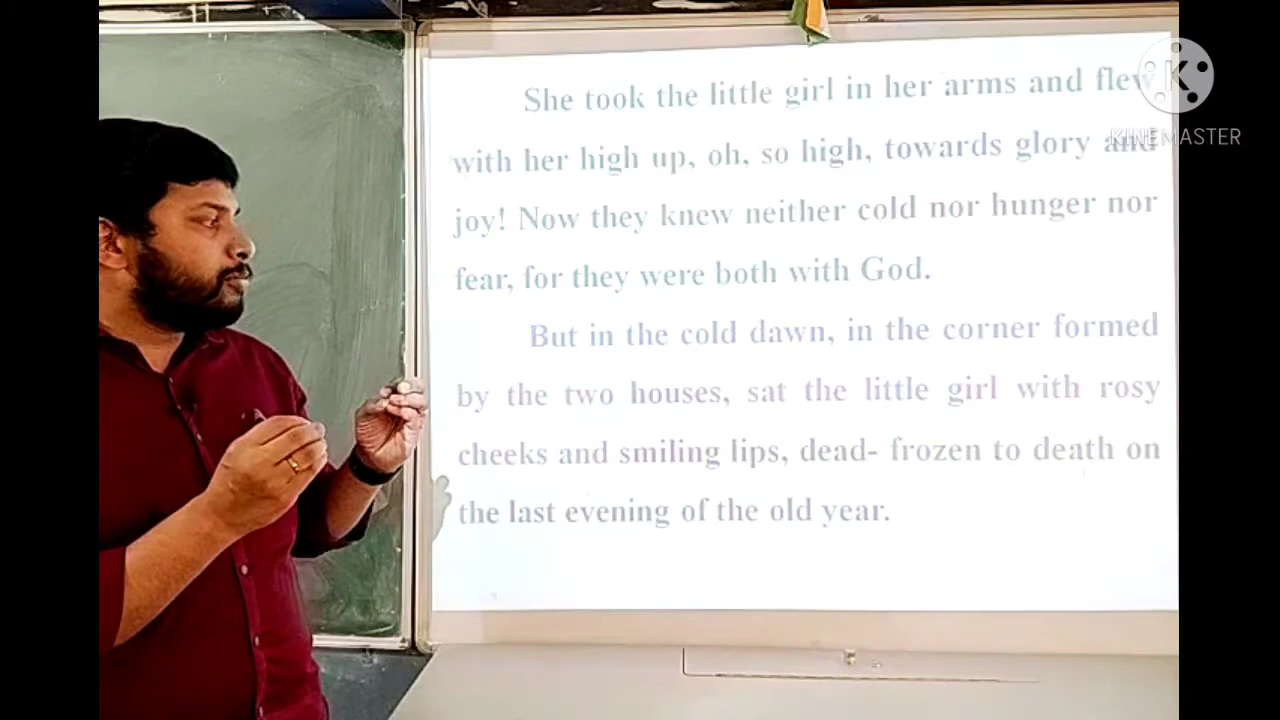 She took the little girl in her arms and flew
with her high up, oh, so high, towards glory and
joy! Now they knew neither cold nor hunger nor
fear, for they were both with God.
But in the cold dawn, in the corner formed
by the two houses, sat the little girl with rosy
cheeks and smiling lips, dead- frozen to death on
the last evening of the old year.
K
KINEMASTER